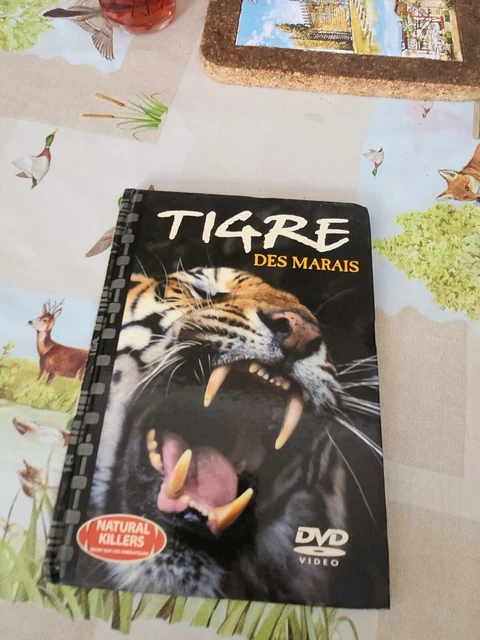 TIGRE
DES MARAIS
NATURAL
KILLERS
DVD
VIDEO